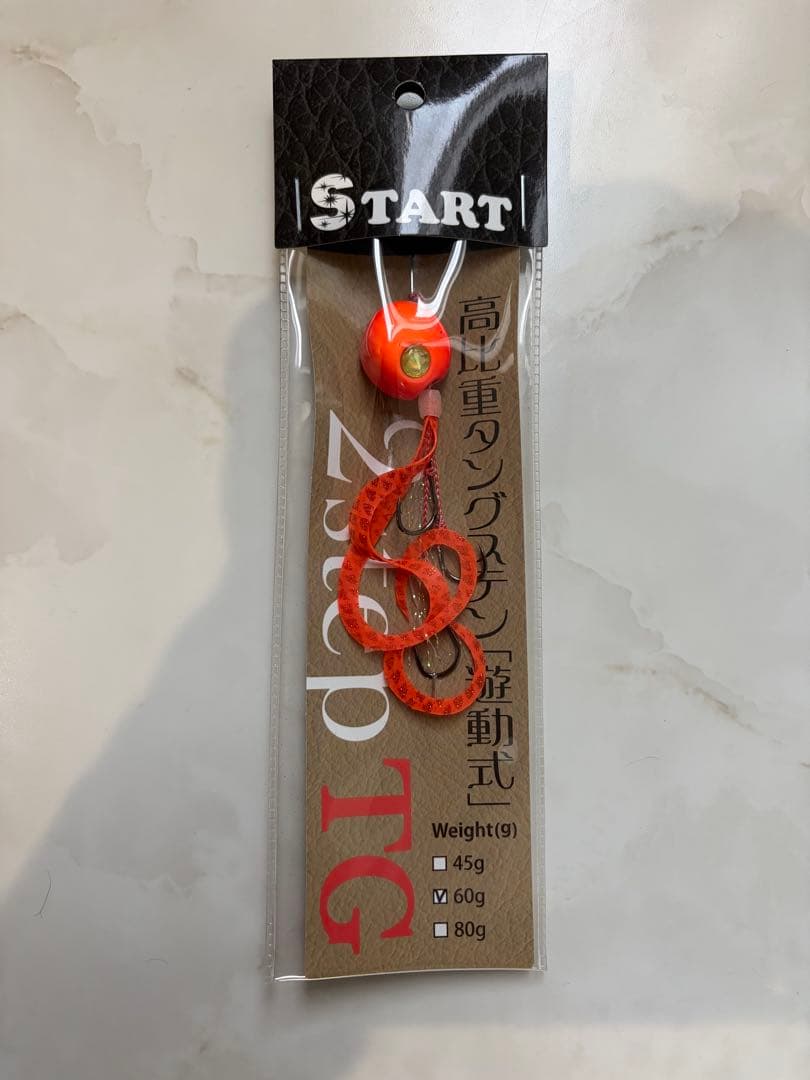 START
高比重タングステン「遊動式」
2step TG
Weight(g)
45g
60g
80g